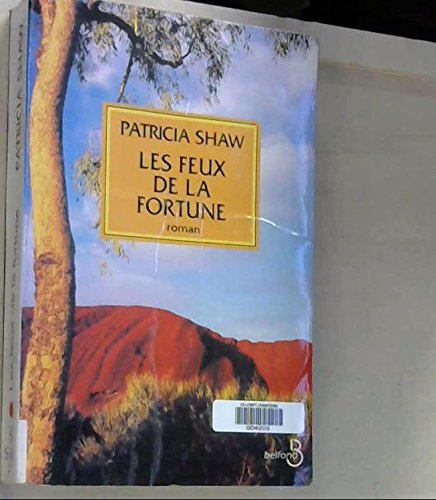 PATRICIA SHAW
LES FEUX
DE LA
FORTUNE
roman
belfond
PATRICIA SHAW